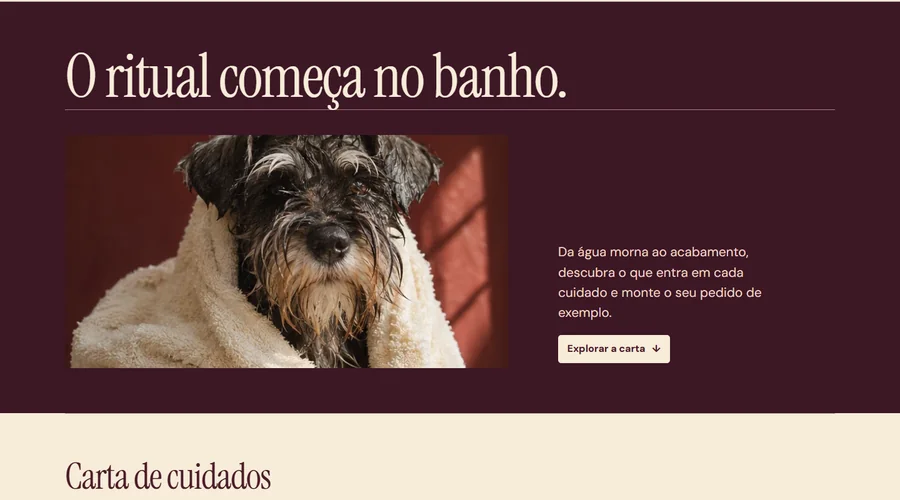 O ritual começa no banho.
Da água morna ao acabamento,
descubra o que entra em cada
cuidado e monte o seu pedido de
exemplo.
Explorar a carta ↓
Carta de cuidados